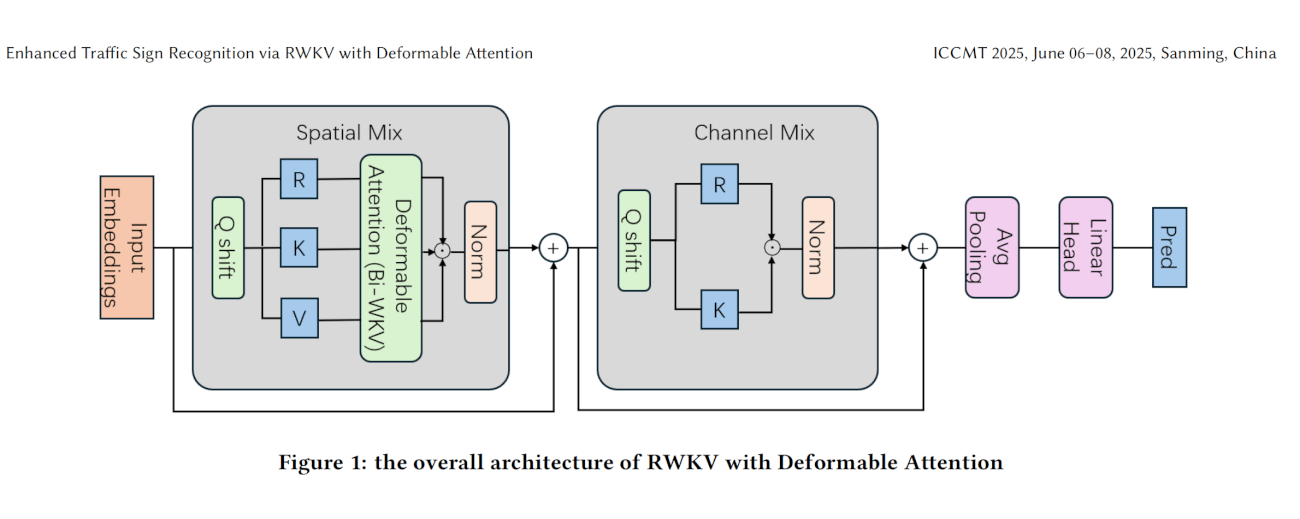 Enhanced Traffic Sign Recognition via RWKV with Deformable Attention
ICCMT 2025, June 06–08, 2025, Sanming, China
Input
Embeddings
Spatial Mix
Q shift
R
K
V
Deformable
Attention (Bi-WKV)
Norm
+
Channel Mix
Q shift
R
K
Norm
+
Avg
Pooling
Linear
Head
Pred
Figure 1: the overall architecture of RWKV with Deformable Attention